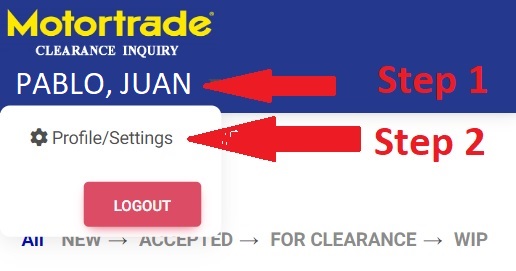 Motortrade®
CLEARANCE INQUIRY
PABLO, JUAN
Step 1
Profile/Settings
Step 2
LOGOUT
All NEW → ACCEPTED → FOR CLEARANCE → WIP